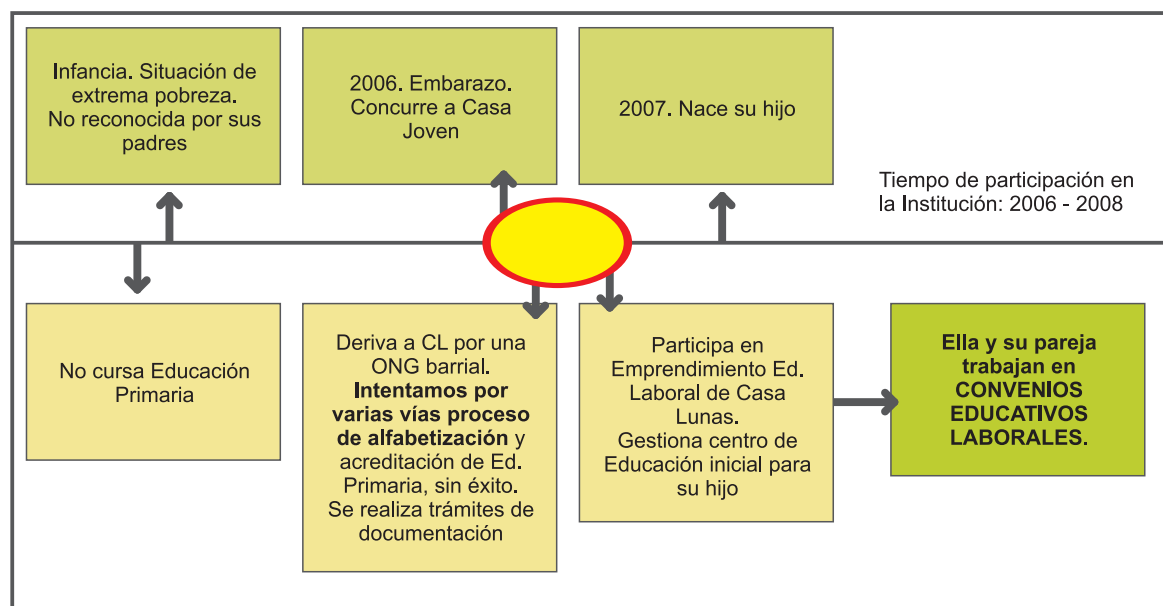 Infancia. Situación de
extrema pobreza.
No reconocida por sus
padres
2006. Embarazo.
Concurre a Casa
Joven
2007. Nace su hijo
Tiempo de participación en
la Institución: 2006 - 2008
No cursa Educación
Primaria
Deriva a CL por una
ONG barrial.
Intentamos por
varias vías proceso
de alfabetización y
acreditación de Ed.
Primaria, sin éxito.
Se realiza trámites de
documentación
Participa en
Emprendimiento Ed.
Laboral de Casa
Lunas.
Gestiona centro de
Educación inicial para
su hijo
Ella y su pareja
trabajan en
CONVENIOS
EDUCATIVOS
LABORALES.